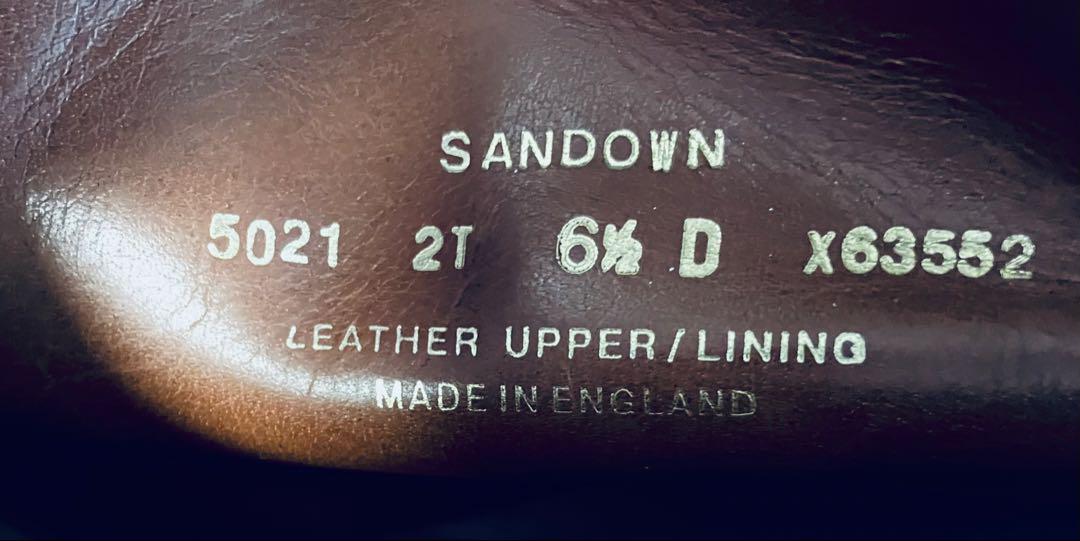 SANDOWN
5021 2T 6½ D X63552
LEATHER UPPER/LINING
MADE IN ENGLAND